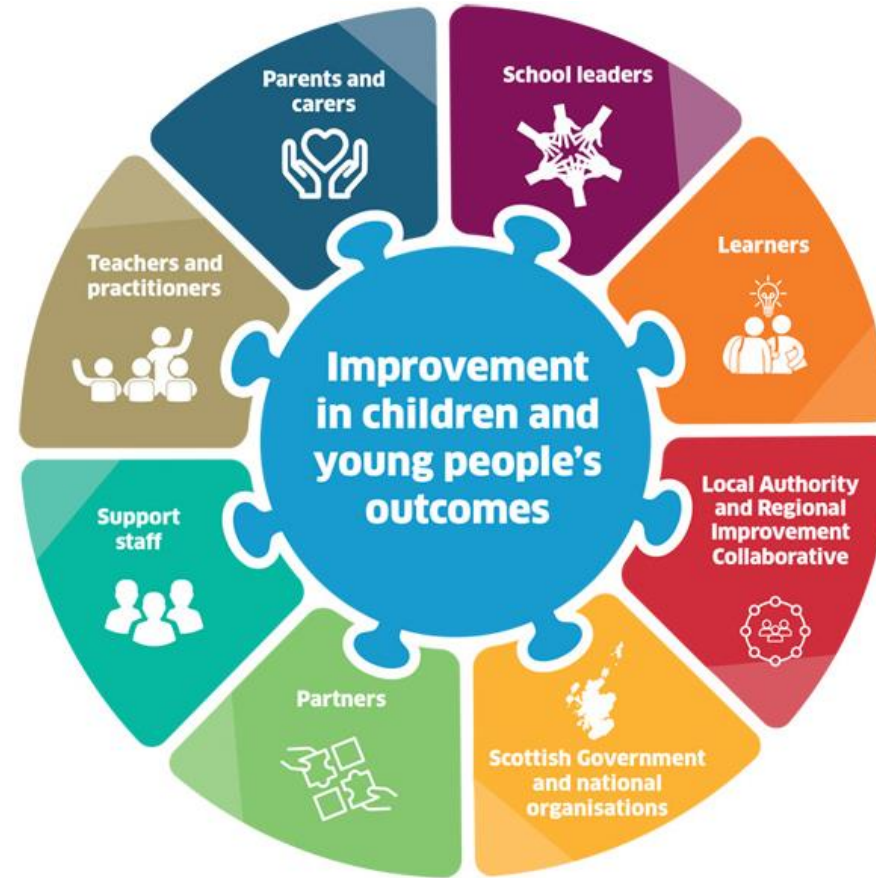 Parents and
carers
School leaders
Learners
Local Authority
and Regional
Improvement
Collaborative
Scottish Government
and national
organisations
Partners
Support
staff
Teachers and
practitioners
Improvement
in children and
young people's
outcomes